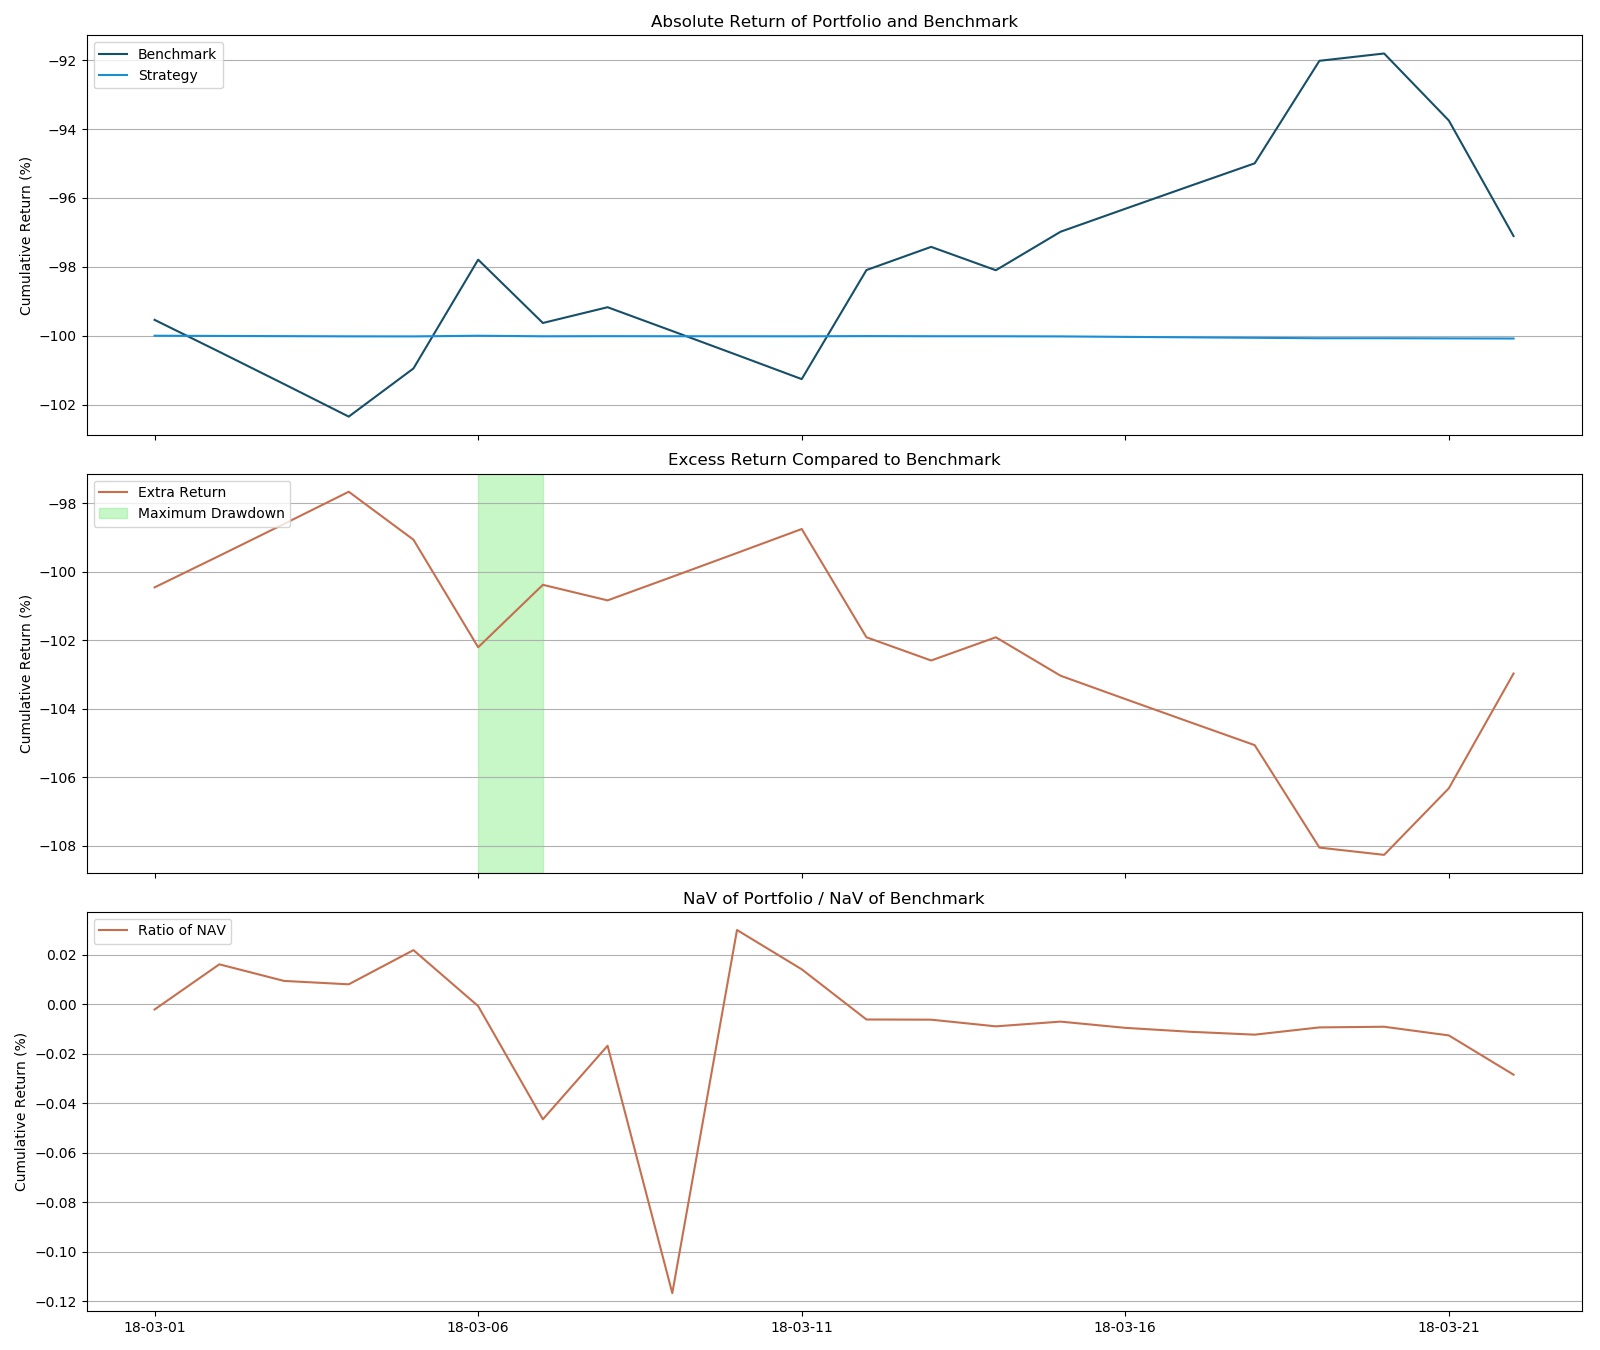 Absolute Return of Portfolio and Benchmark
Benchmark
Strategy
Cumulative Return (%)
−92
−94
−96
−98
−100
−102
Excess Return Compared to Benchmark
Extra Return
Maximum Drawdown
Cumulative Return (%)
−98
−100
−102
−104
−106
−108
NaV of Portfolio / NaV of Benchmark
Ratio of NAV
Cumulative Return (%)
0.02
0.00
−0.02
−0.04
−0.06
−0.08
−0.10
−0.12
18-03-01 18-03-06 18-03-11 18-03-16 18-03-21